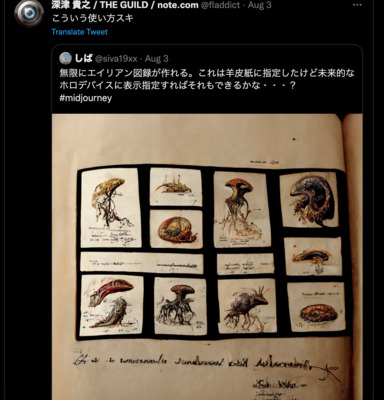 深津 貴之 / THE GUILD / note.com @fladdict · Aug 3
こういう使い方スキ
Translate Tweet
しば @siva19xx · Aug 3
無限にエイリアン図録が作れる。これは羊皮紙に指定したけど未来的な
ホロデバイスに表示指定すればそれもできるかな・・・？
#midjourney